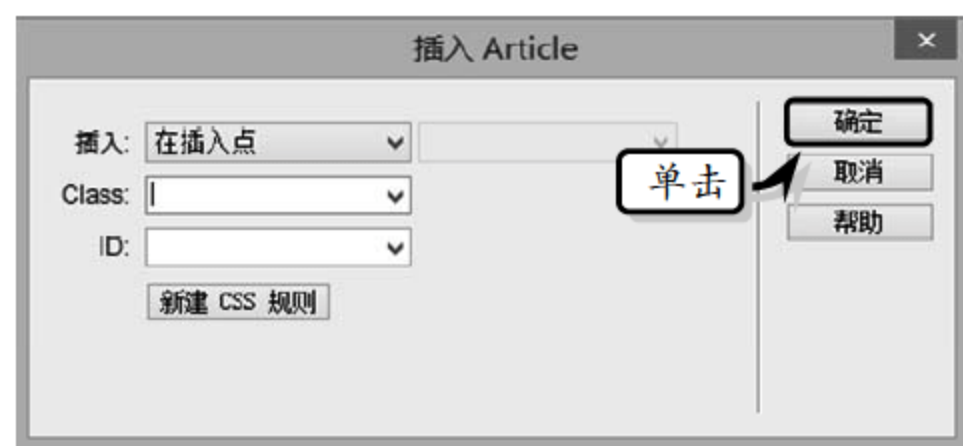 插入 Article
插入: 在插入点
确定
单击
取消
Class:
帮助
ID:
新建 CSS 规则